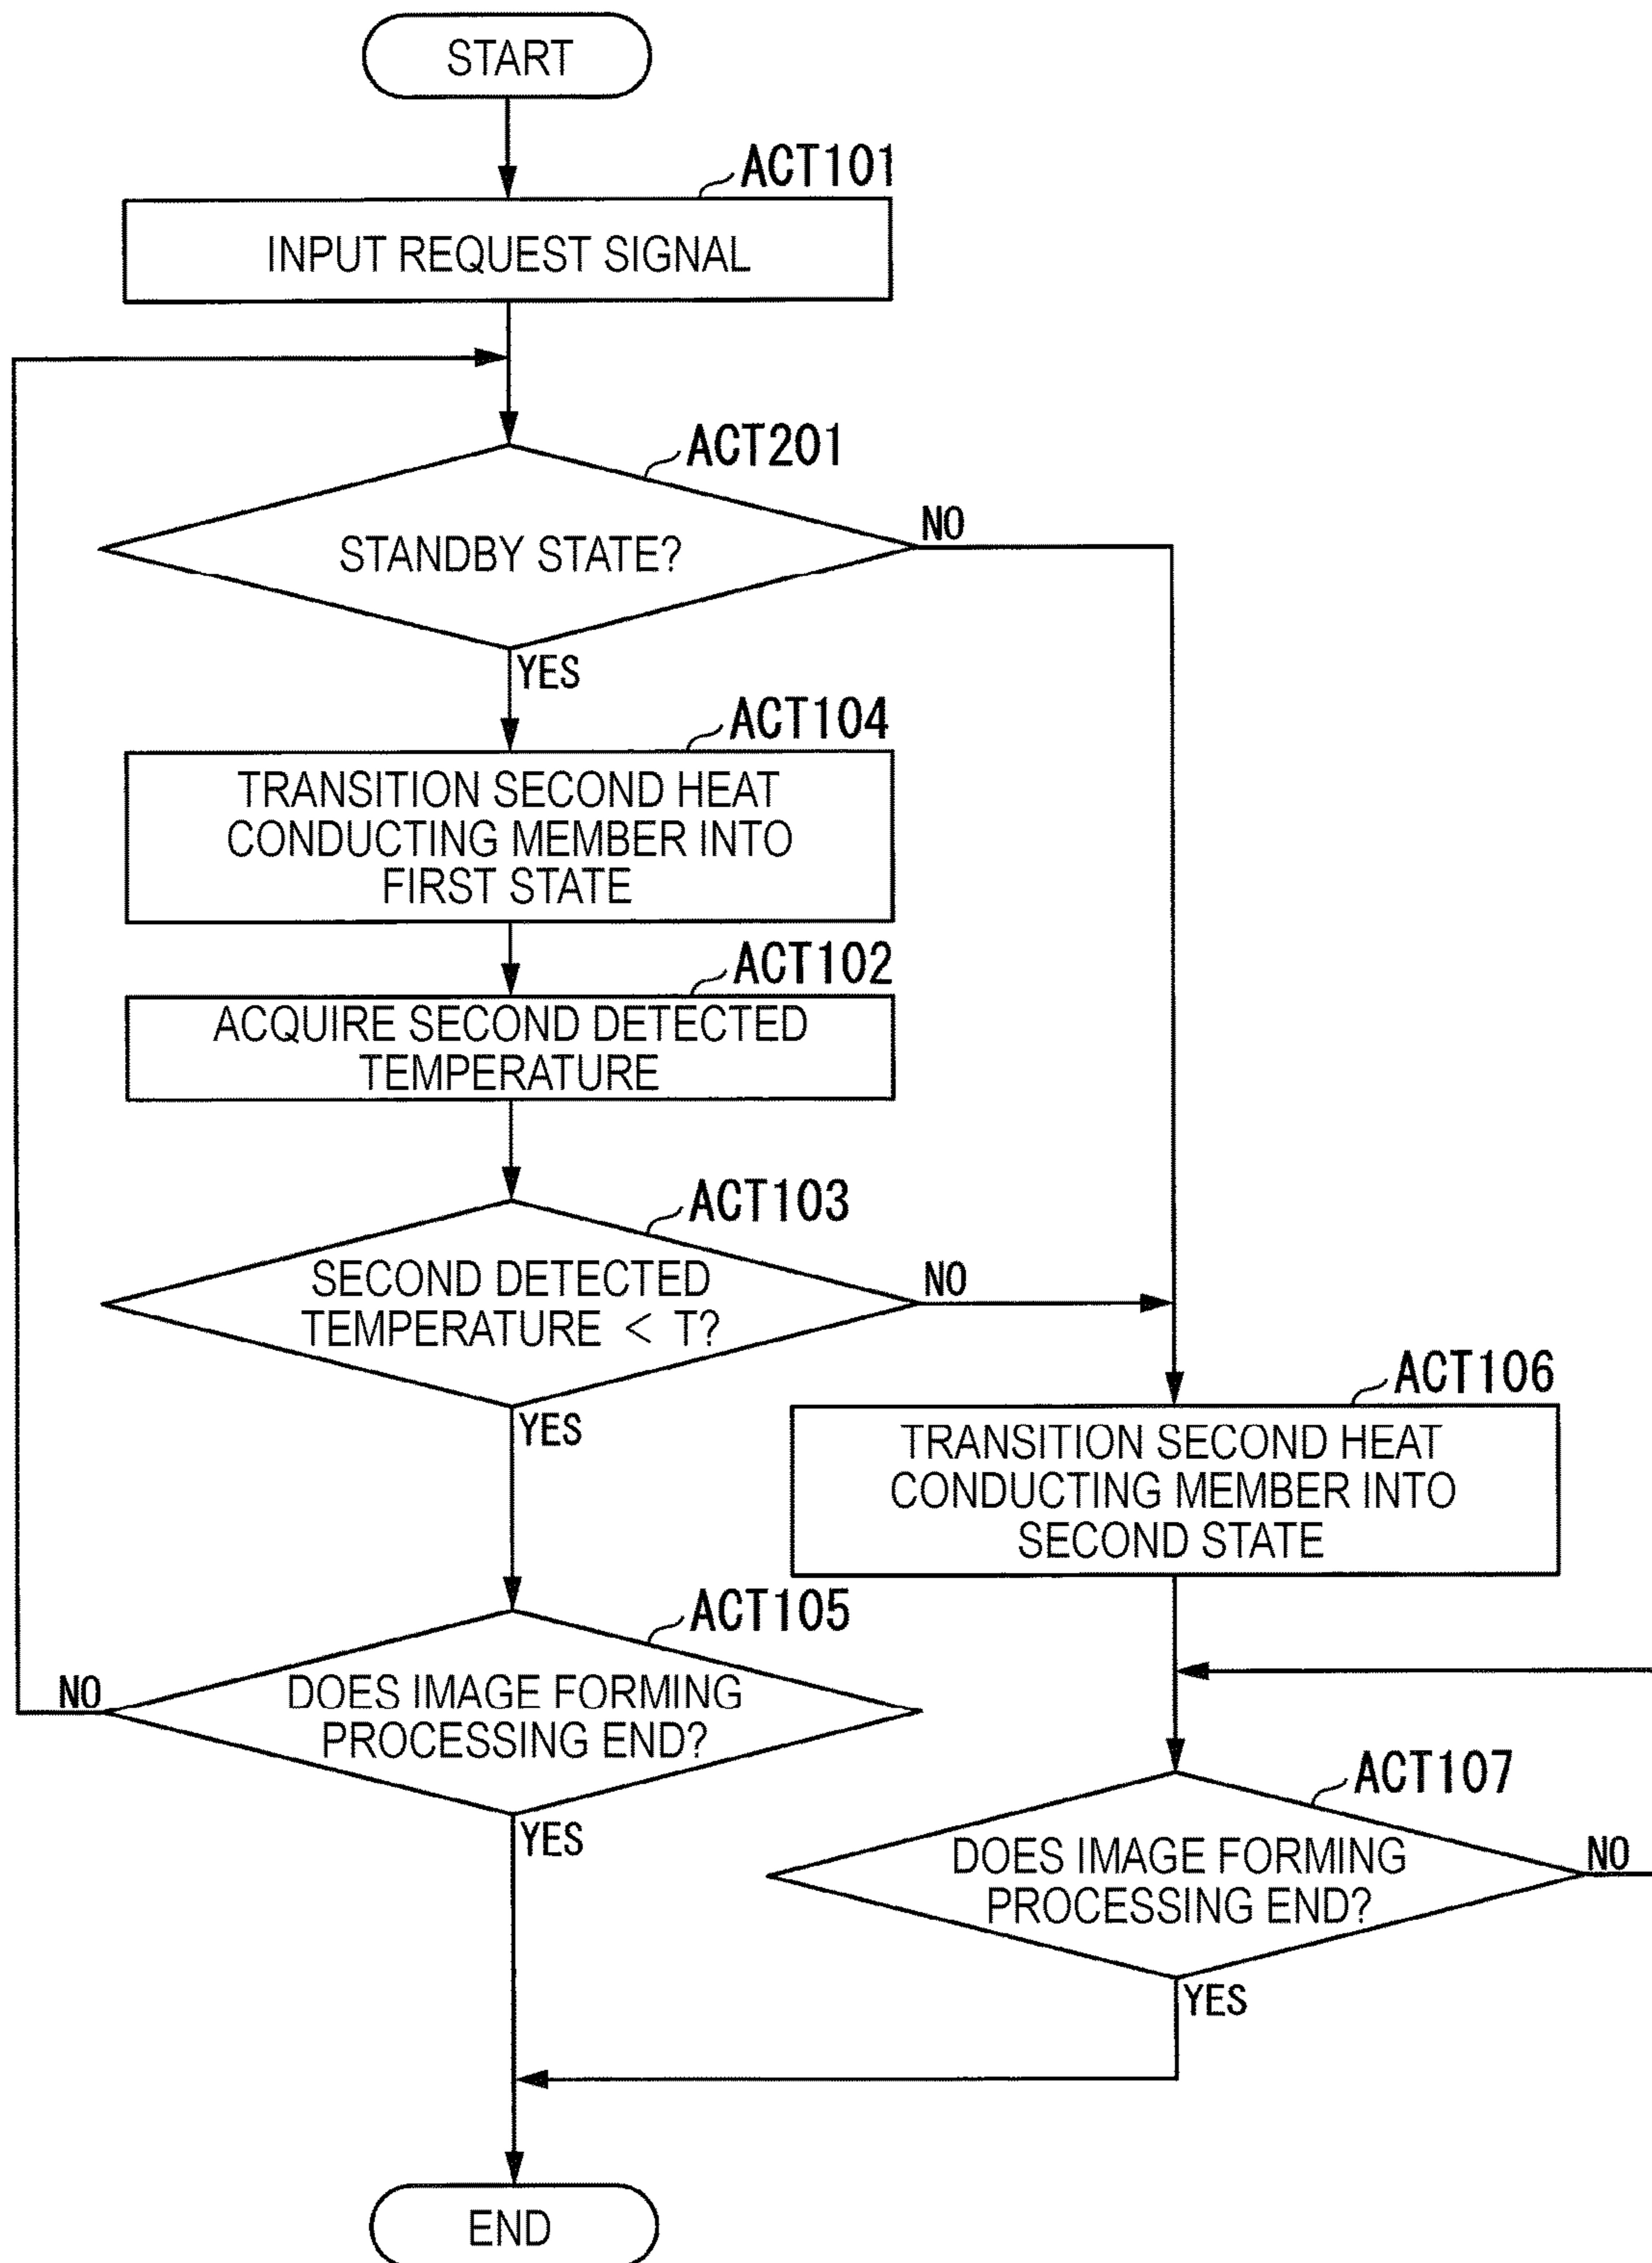 START
ACT101
INPUT REQUEST SIGNAL
ACT201
STANDBY STATE?
NO
YES
ACT104
TRANSITION SECOND HEAT
CONDUCTING MEMBER INTO
FIRST STATE
ACT102
ACQUIRE SECOND DETECTED
TEMPERATURE
ACT103
SECOND DETECTED
TEMPERATURE < T?
NO
YES
ACT106
TRANSITION SECOND HEAT
CONDUCTING MEMBER INTO
SECOND STATE
ACT105
DOES IMAGE FORMING
PROCESSING END?
NO
YES
ACT107
DOES IMAGE FORMING
PROCESSING END?
NO
YES
END